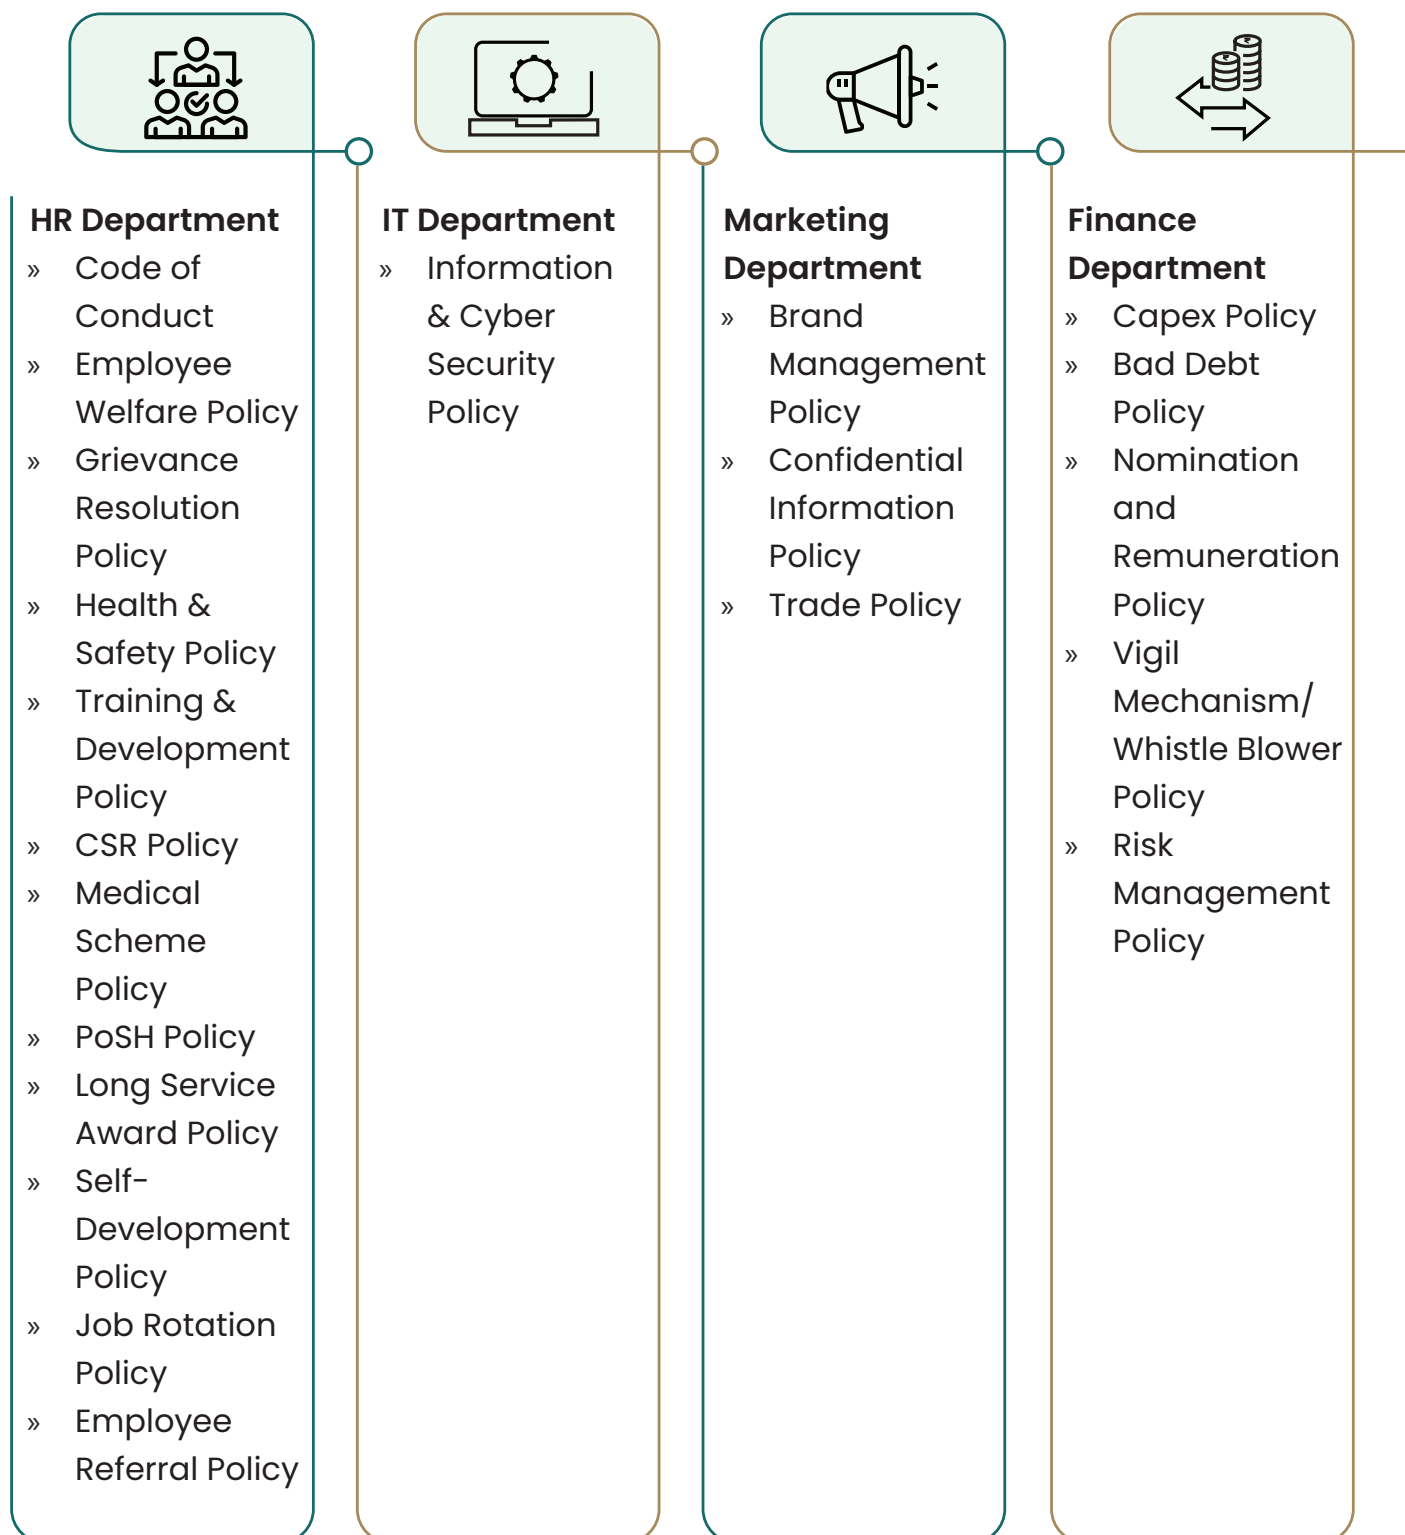 HR Department
» Code of
Conduct
» Employee
Welfare Policy
» Grievance
Resolution
Policy
» Health &
Safety Policy
» Training &
Development
Policy
» CSR Policy
» Medical
Scheme
Policy
» PoSH Policy
» Long Service
Award Policy
» Self-
Development
Policy
» Job Rotation
Policy
» Employee
Referral Policy
IT Department
» Information
& Cyber
Security
Policy
Marketing
Department
» Brand
Management
Policy
» Confidential
Information
Policy
» Trade Policy
Finance
Department
» Capex Policy
» Bad Debt
Policy
» Nomination
and
Remuneration
Policy
» Vigil
Mechanism/
Whistle Blower
Policy
» Risk
Management
Policy